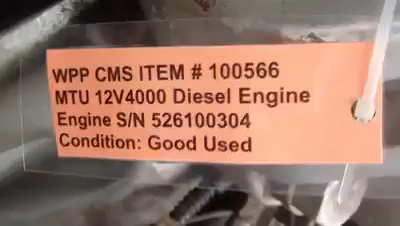 WPP CMS ITEM # 100566
MTU 12V4000 Diesel Engine
Engine S/N 526100304
Condition: Good Used